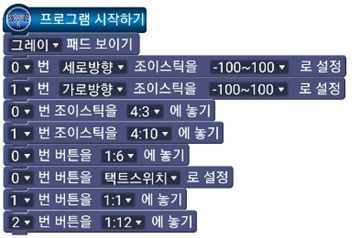 프로그램 시작하기
그레이 패드 보이기
0 번 세로방향 조이스틱을 -100~100 로 설정
1 번 가로방향 조이스틱을 -100~100 로 설정
0 번 조이스틱을 4:3 에 놓기
1 번 조이스틱을 4:10 에 놓기
0 번 버튼을 1:6 에 놓기
0 번 버튼을 택트스위치 로 설정
1 번 버튼을 1:1 에 놓기
2 번 버튼을 1:12 에 놓기